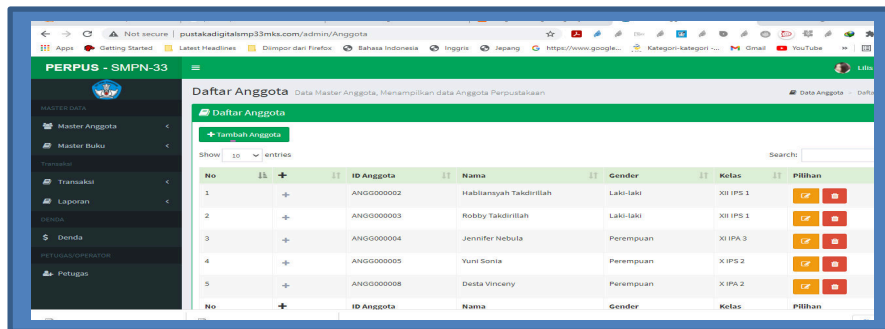 Not secure | pustakadigitalsmp33mks.com/admin/Anggota
Apps Getting Started Latest Headlines Diimpor dari Firefox Bahasa Indonesia Inggris Jepang https://www.google... Kategori-kategori -... Gmail YouTube »
PERPUS - SMPN-33 Lilis
Daftar Anggota Data Master Anggota, Menampilkan data Anggota Perpustakaan Data Anggota
MASTER DATA
Daftar Anggota
Master Anggota
+ Tambah Anggota
Master Buku
Show 10 entries Search:
Transaksi
No + ID Anggota Nama Gender Kelas Pilihan
Transaksi
1 + ANGG000002 Habliansyah Takdirillah Laki-laki XII IPS 1
Laporan
2 + ANGG000003 Robby Takdirillah Laki-laki XII IPS 1
DENDA
$ Denda
3 + ANGG000004 Jennifer Nebula Perempuan XI IPA 3
PETUGAS/OPERATOR
4 + ANGG000005 Yuni Sonia Perempuan X IPS 2
Petugas
5 + ANGG000008 Desta Vinceny Perempuan X IPA 2
No + ID Anggota Nama Gender Kelas Pilihan